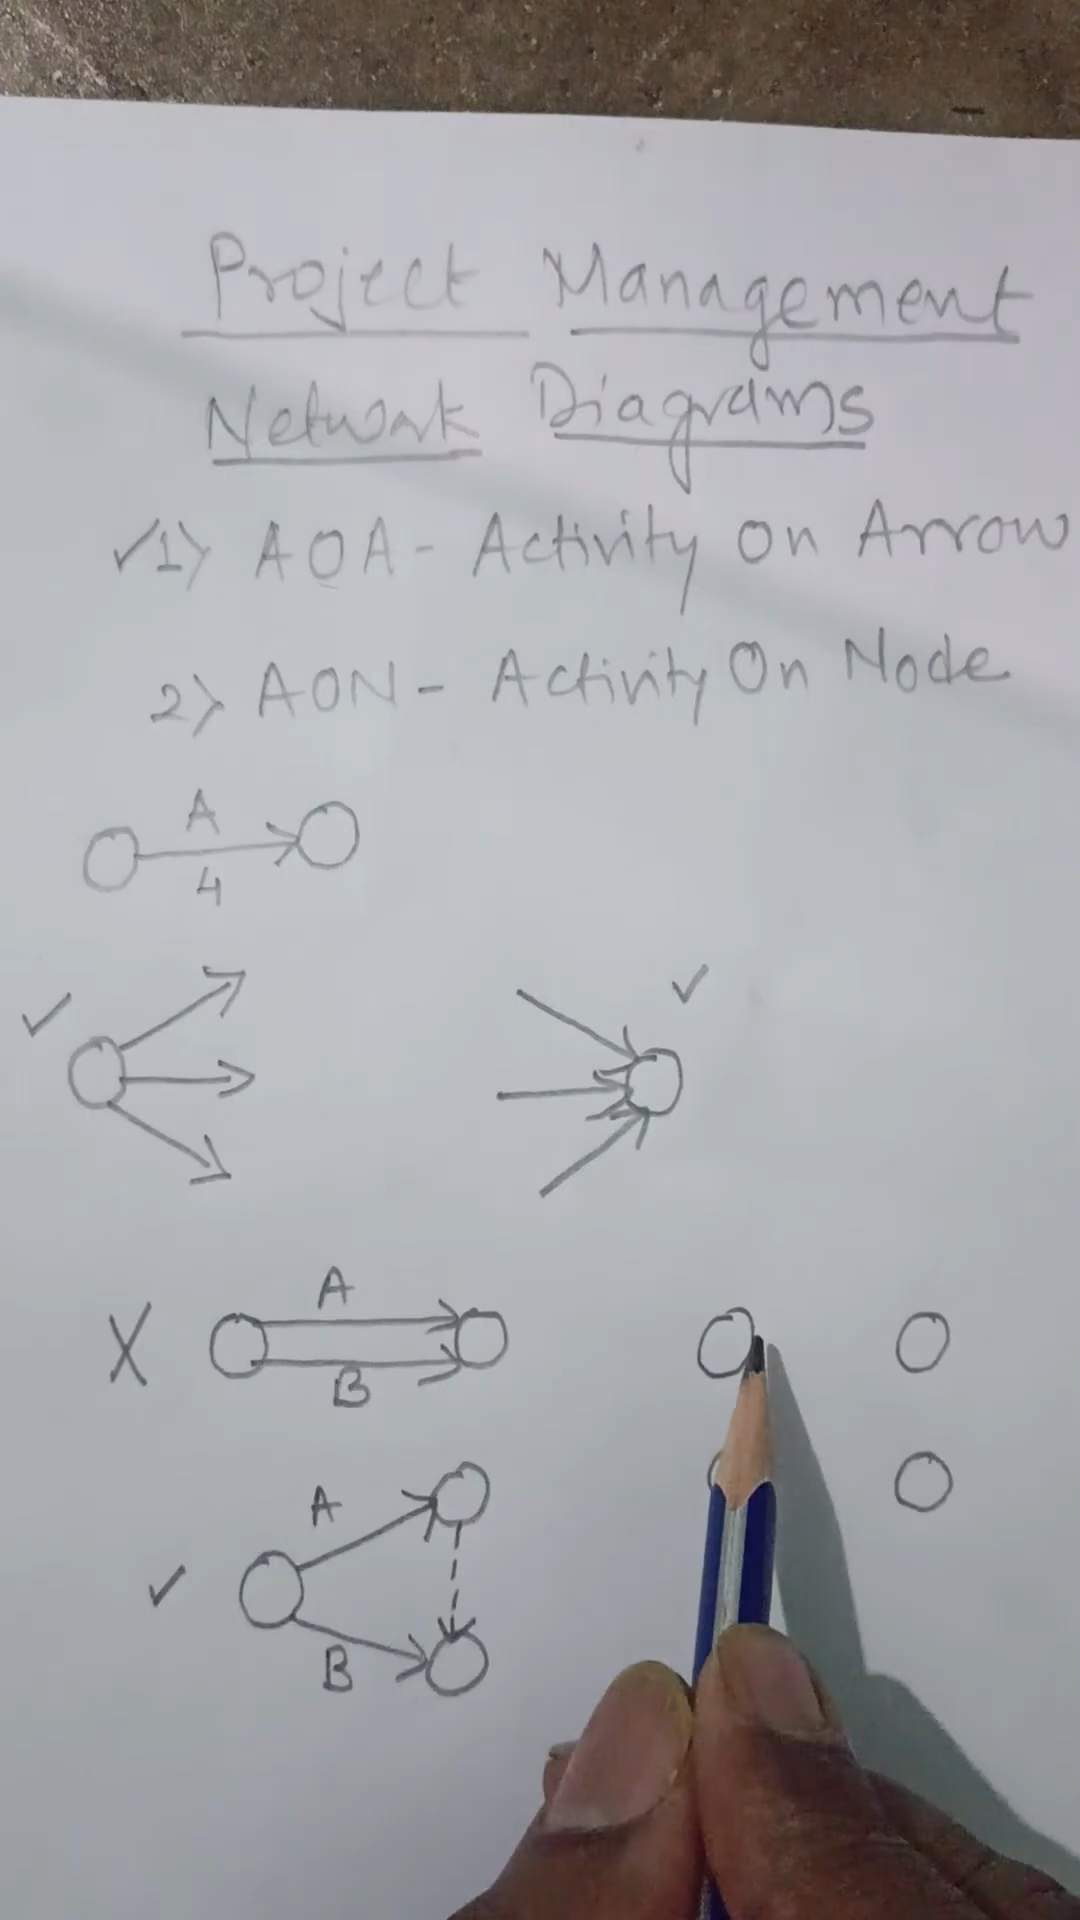 Project Management
Network Diagrams
✓1) AOA - Activity On Arrow
2) AON - Activity On Node
A
4
✓
✓
A
X
B
A
✓
B